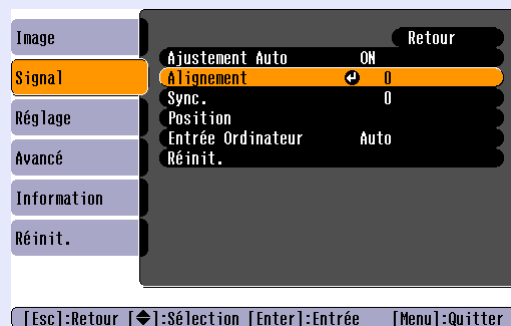 Image
Signal
Réglage
Avancé
Information
Réinit.
Retour
Ajustement Auto ON
Alignement 0
Sync. 0
Position
Entrée Ordinateur Auto
Réinit.
[Esc]:Retour [◆]:Sélection [Enter]:Entrée [Menu]:Quitter